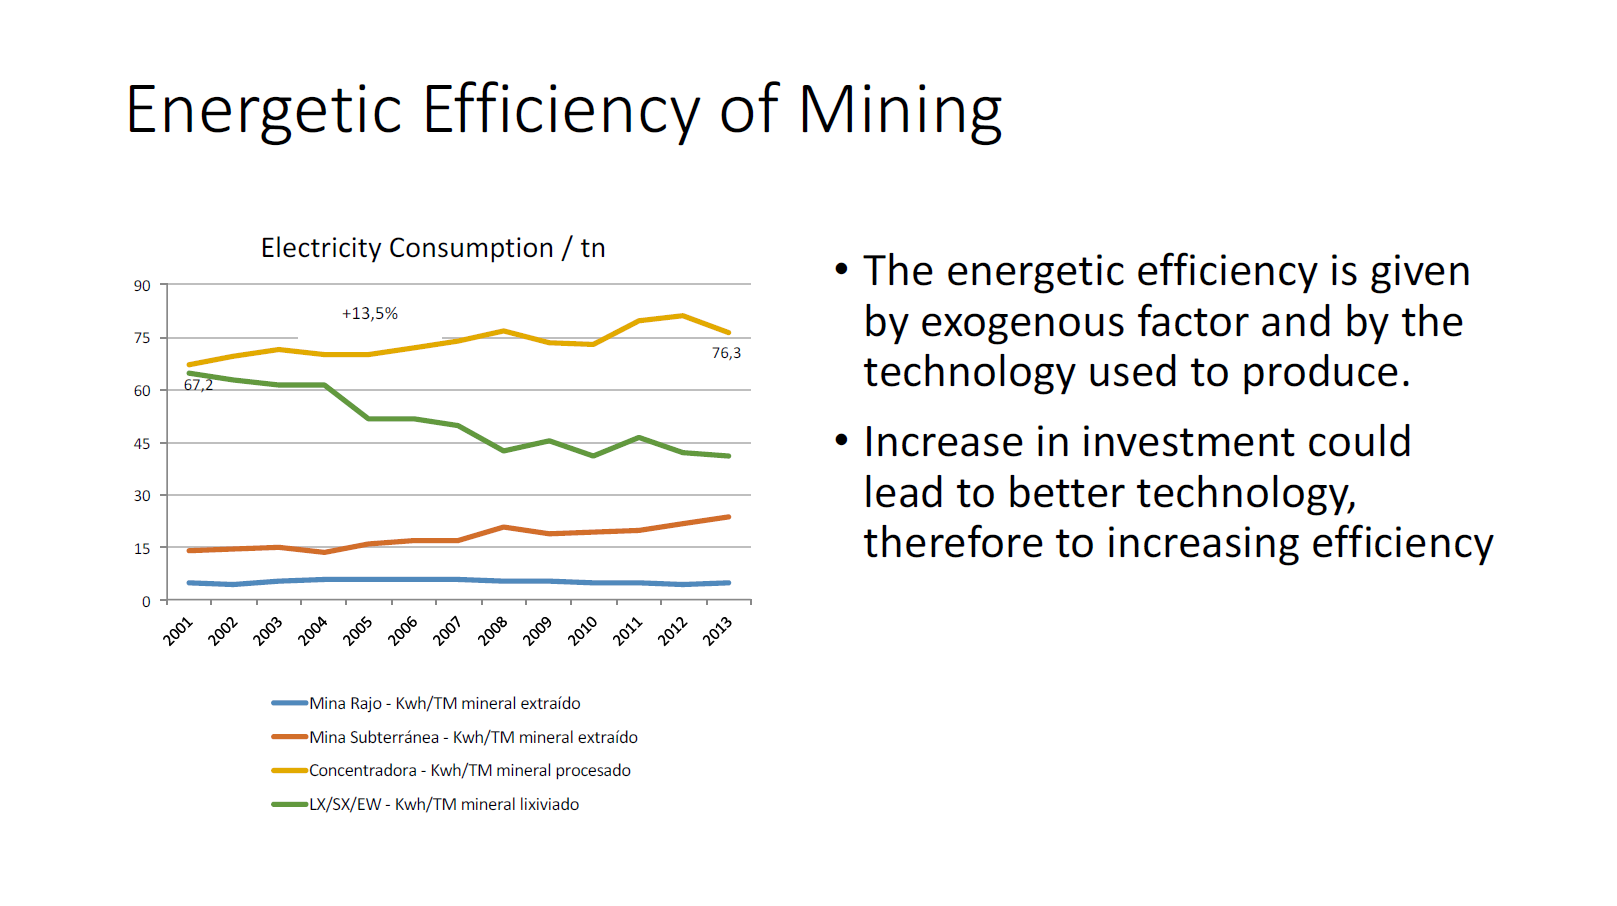 Energetic Efficiency of Mining
Electricity Consumption / tn
90
75
60
45
30
15
0
+13,5%
76,3
67,2
2001
2002
2003
2004
2005
2006
2007
2008
2009
2010
2011
2012
2013
Mina Rajo - Kwh/TM mineral extraído
Mina Subterránea - Kwh/TM mineral extraído
Concentradora - Kwh/TM mineral procesado
LX/SX/EW - Kwh/TM mineral lixiviado
• The energetic efficiency is given
by exogenous factor and by the
technology used to produce.
• Increase in investment could
lead to better technology,
therefore to increasing efficiency